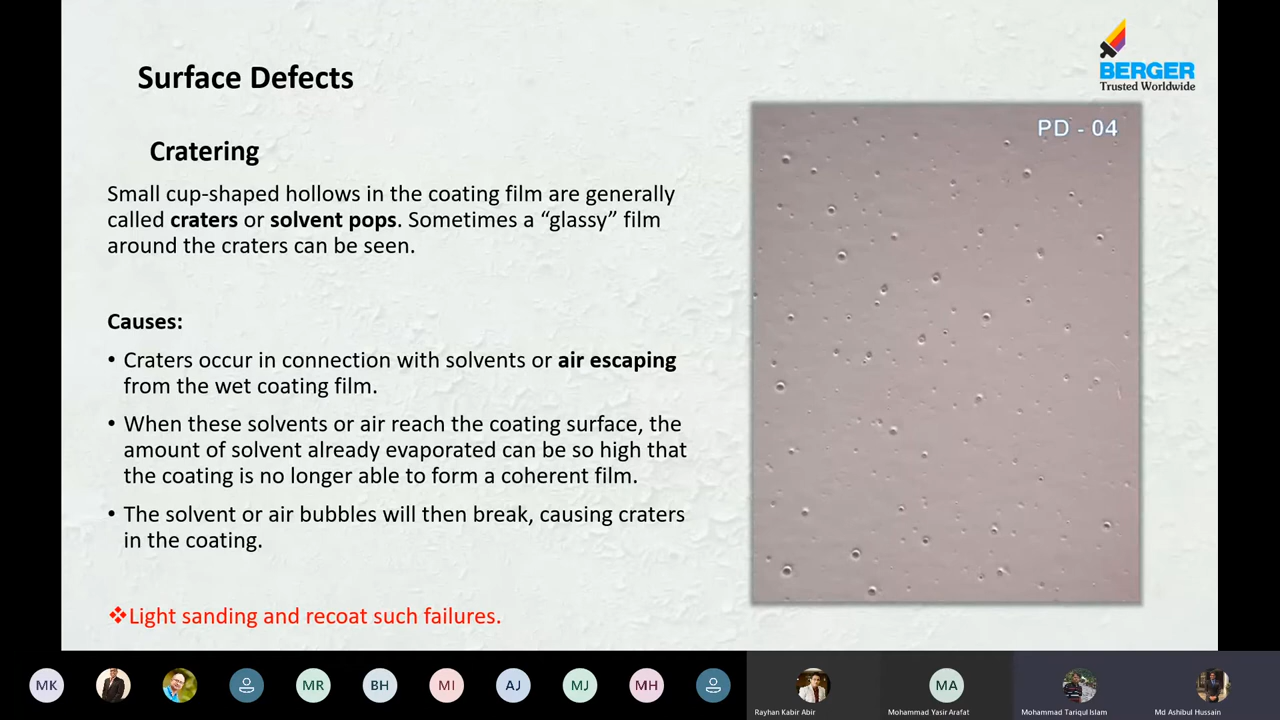 Surface Defects
BERGER
Trusted Worldwide
Cratering
PD - 04
Small cup-shaped hollows in the coating film are generally
called craters or solvent pops. Sometimes a “glassy” film
around the craters can be seen.
Causes:
• Craters occur in connection with solvents or air escaping
from the wet coating film.
• When these solvents or air reach the coating surface, the
amount of solvent already evaporated can be so high that
the coating is no longer able to form a coherent film.
• The solvent or air bubbles will then break, causing craters
in the coating.
❖Light sanding and recoat such failures.
MK
MR
BH
MI
AJ
MJ
MH
MA
Rayhan Kabir Abir
Mohammad Yasir Arafat
Mohammad Tariqul Islam
Md Ashibul Hussain